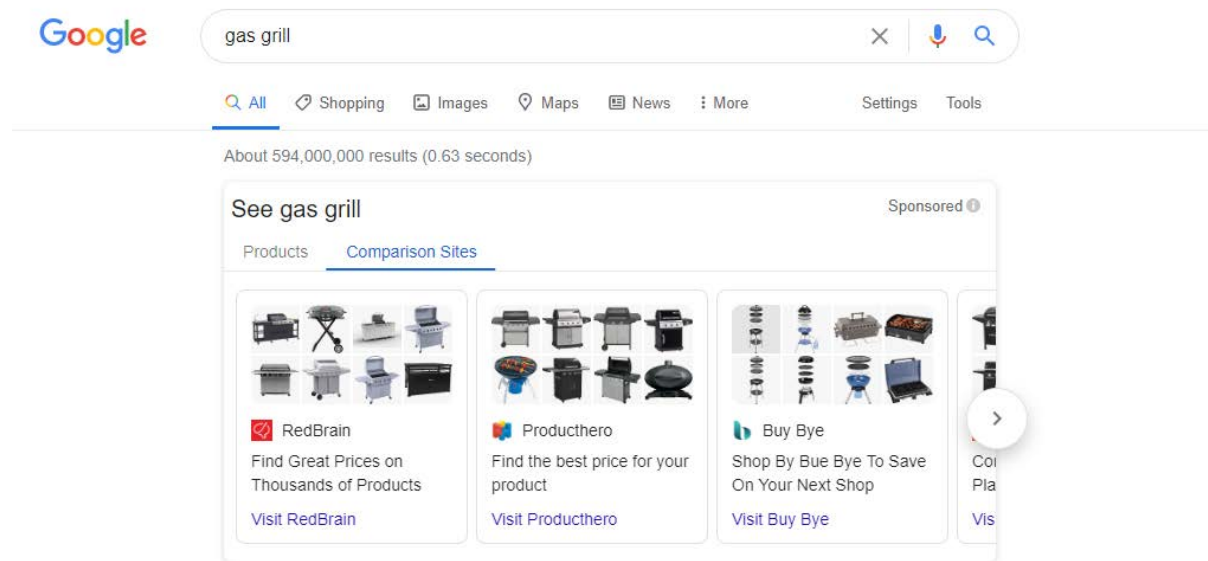 Google
gas grill
All Shopping Images Maps News More Settings Tools
About 594,000,000 results (0.63 seconds)
See gas grill
Sponsored
Products Comparison Sites
RedBrain
Find Great Prices on
Thousands of Products
Visit RedBrain
Producthero
Find the best price for your
product
Visit Producthero
Buy Bye
Shop By Bue Bye To Save
On Your Next Shop
Visit Buy Bye